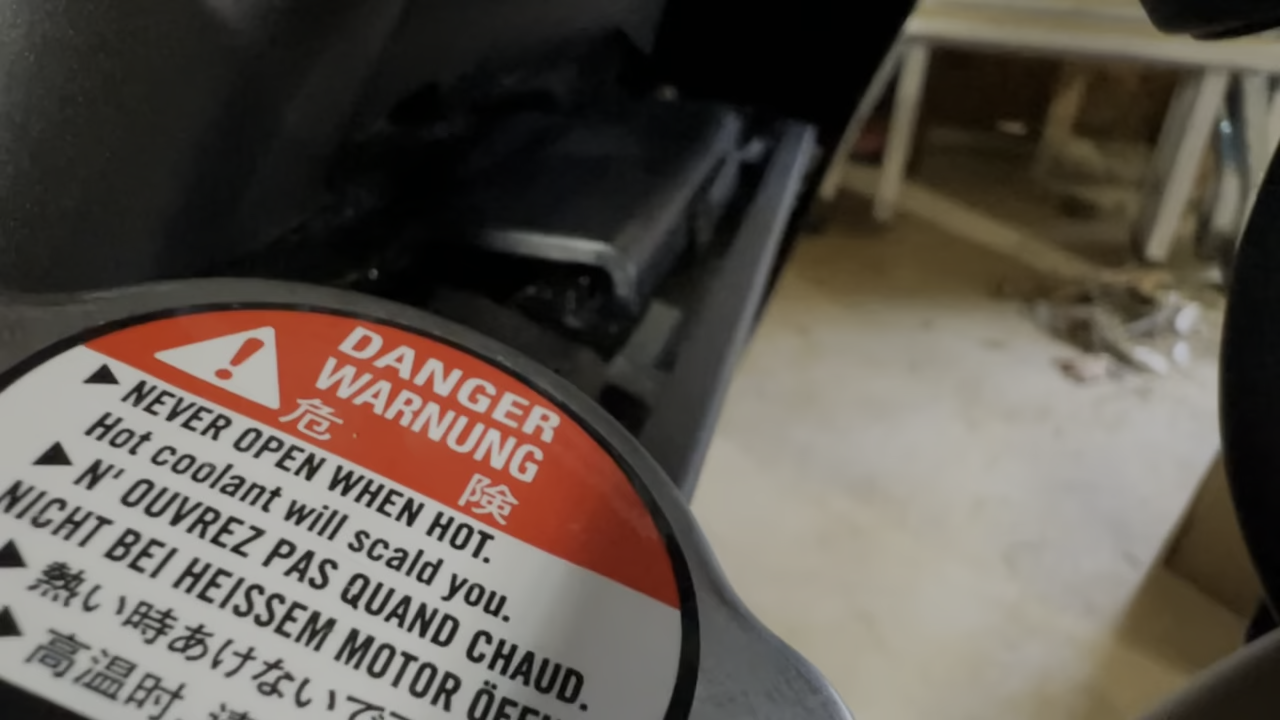 DANGER
WARNUNG
危 険
NEVER OPEN WHEN HOT.
Hot coolant will scald you.
N' OUVREZ PAS QUAND CHAUD.
NICHT BEI HEISSEM MOTOR
熱い時あけないで
高温时